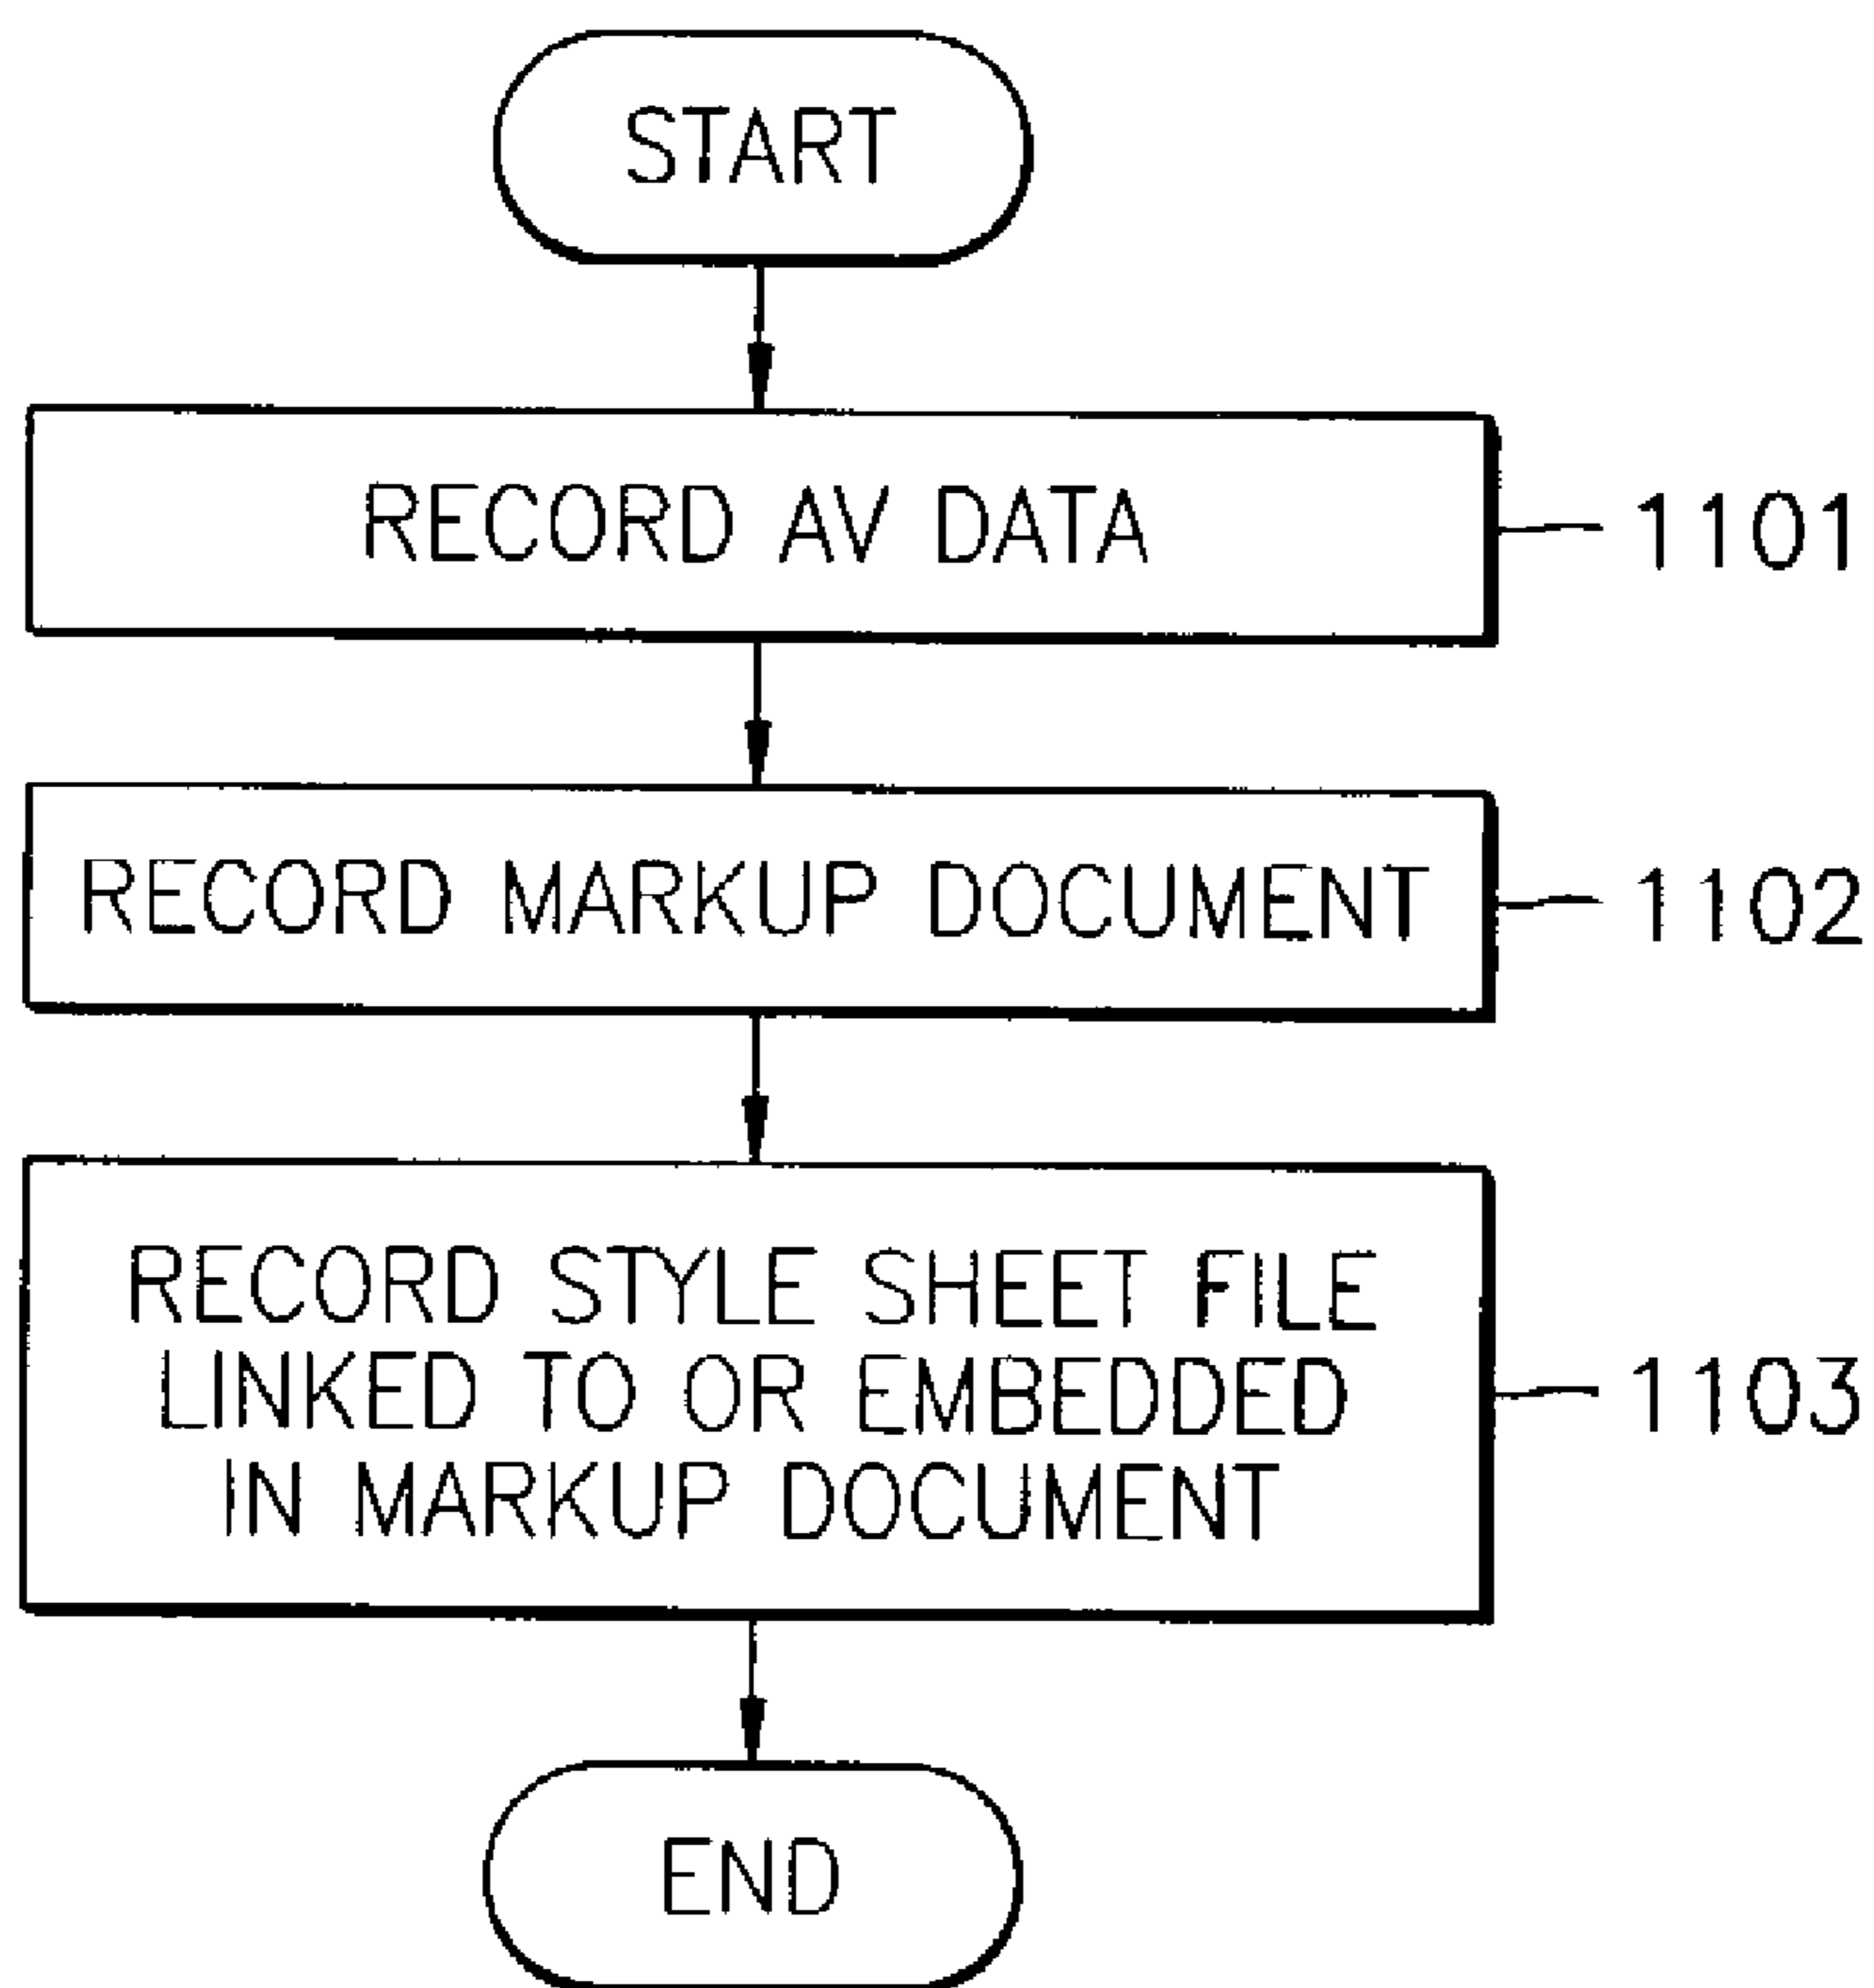 START
RECORD AV DATA
1101
RECORD MARKUP DOCUMENT
1102
RECORD STYLE SHEET FILE
LINKED TO OR EMBEDDED
IN MARKUP DOCUMENT
1103
END